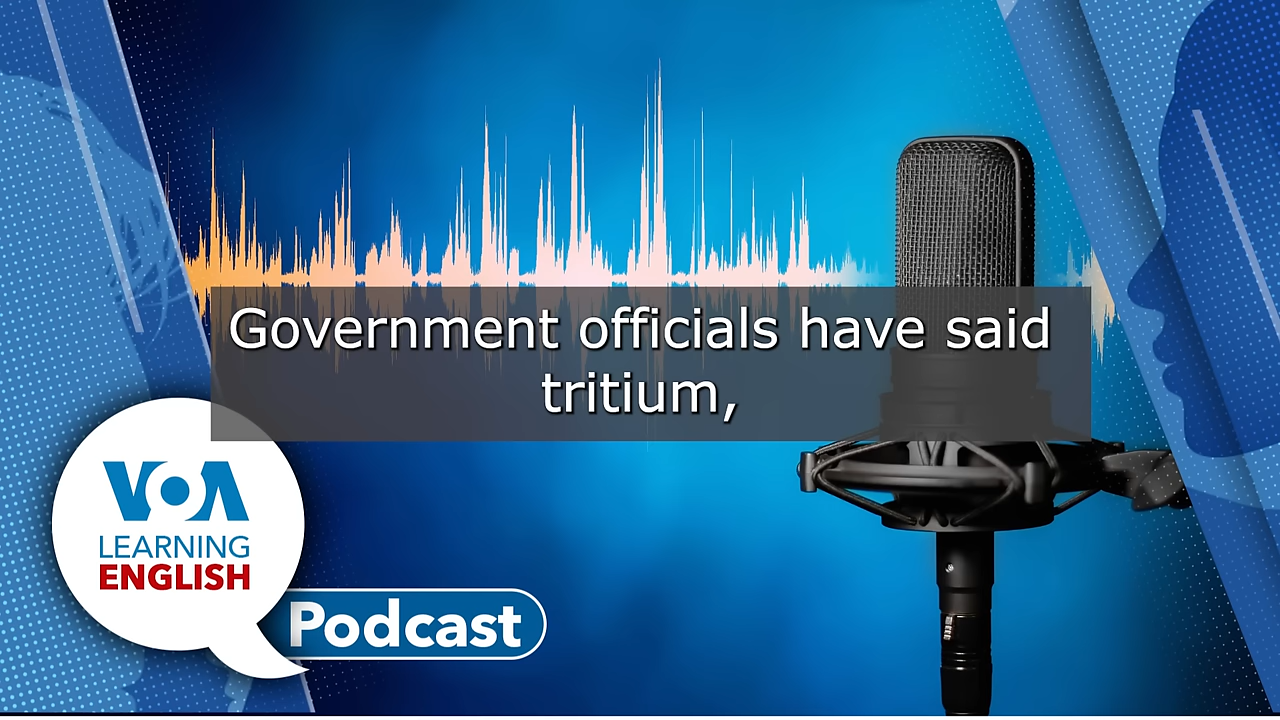 Government officials have said
tritium,
VOA
LEARNING
ENGLISH
Podcast